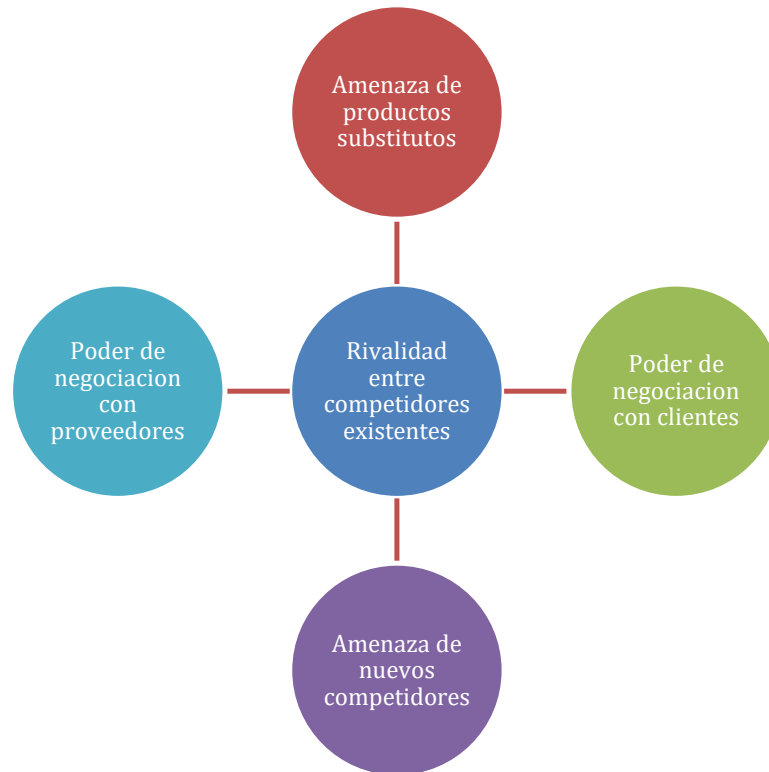 Amenaza de
productos
substitutos
Poder de
negociacion
con
proveedores
Rivalidad
entre
competidores
existentes
Poder de
negociacion
con clientes
Amenaza de
nuevos
competidores